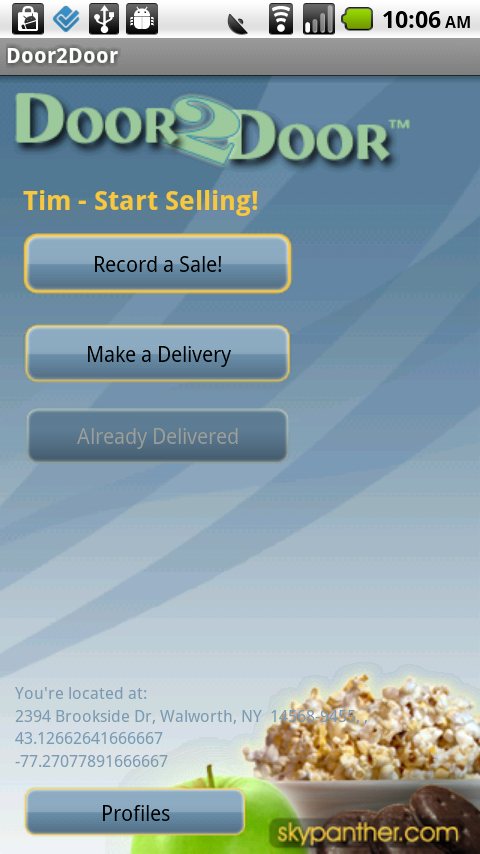 10:06 AM
Door2Door
DOOR2DOOR™
Tim - Start Selling!
Record a Sale!
Make a Delivery
Already Delivered
You're located at:
2394 Brookside Dr, Walworth, NY 14568-9455, ,
43.12662641666667
-77.27077891666667
Profiles
skypanther.com